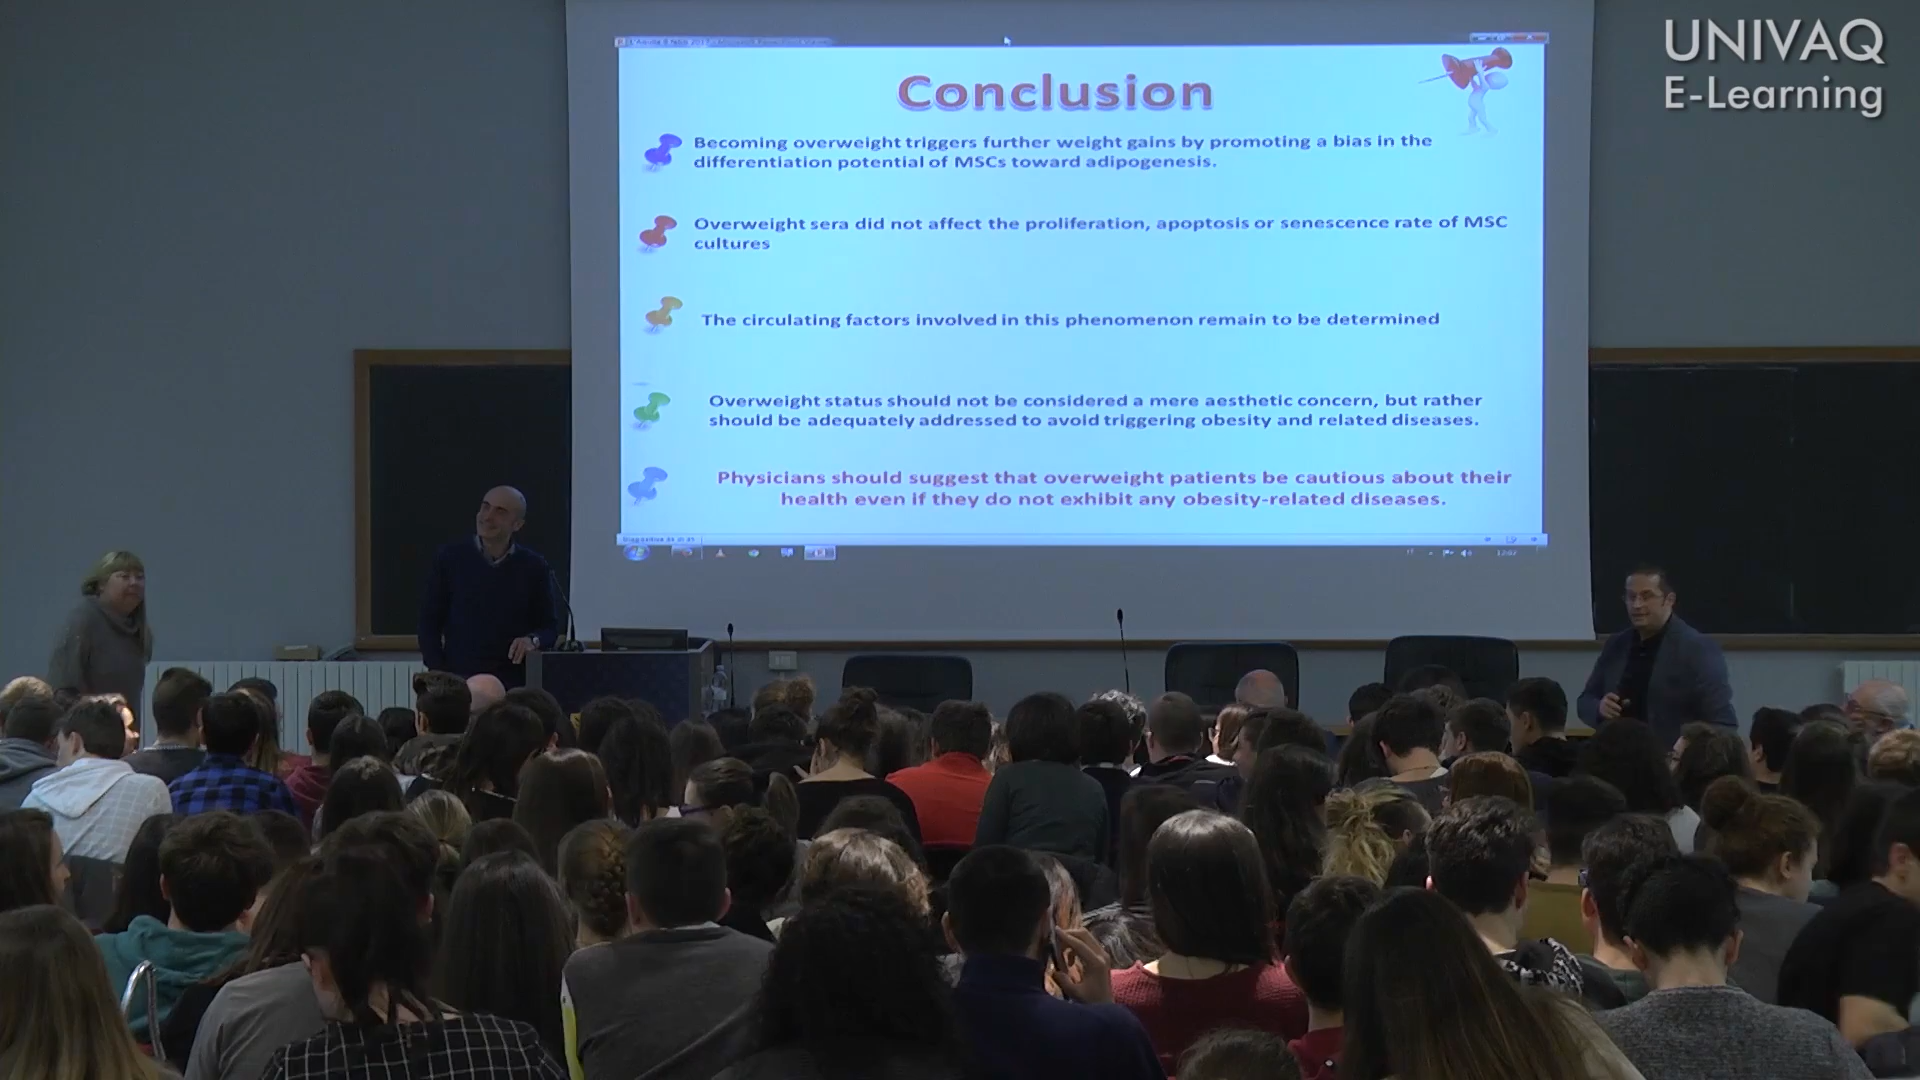 UNIVAQ
E-Learning
Conclusion
Becoming overweight triggers further weight gains by promoting a bias in the
differentiation potential of MSCs toward adipogenesis.
Overweight sera did not affect the proliferation, apoptosis or senescence rate of MSC
cultures
The circulating factors involved in this phenomenon remain to be determined
Overweight status should not be considered a mere aesthetic concern, but rather
should be adequately addressed to avoid triggering obesity and related diseases.
Physicians should suggest that overweight patients be cautious about their
health even if they do not exhibit any obesity-related diseases.